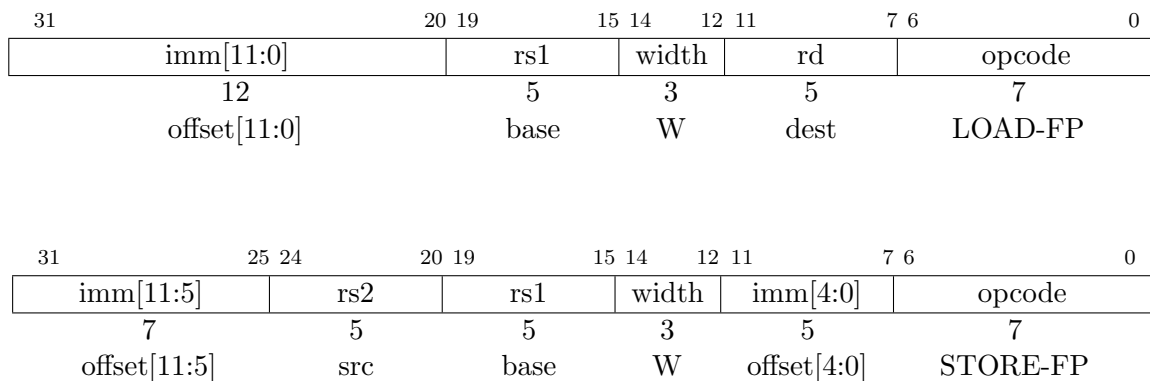 31 20 19 15 14 12 11 7 6 0
imm[11:0] rs1 width rd opcode
12 5 3 5 7
offset[11:0] base W dest LOAD-FP
31 25 24 20 19 15 14 12 11 7 6 0
imm[11:5] rs2 rs1 width imm[4:0] opcode
7 5 5 3 5 7
offset[11:5] src base W offset[4:0] STORE-FP